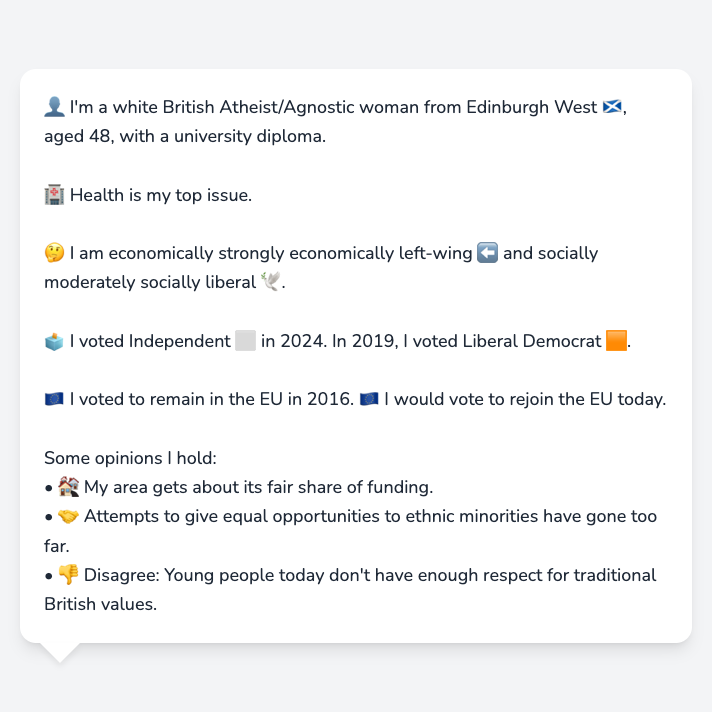 👤 I'm a white British Atheist/Agnostic woman from Edinburgh West 🏴󠁧󠁢󠁳󠁣󠁴󠁿,
aged 48, with a university diploma.
🏥 Health is my top issue.
🤔 I am economically strongly economically left-wing ⬅️ and socially
moderately socially liberal 🕊️.
🗳️ I voted Independent ⬜ in 2024. In 2019, I voted Liberal Democrat 🟧.
🇪🇺 I voted to remain in the EU in 2016. 🇪🇺 I would vote to rejoin the EU today.
Some opinions I hold:
• 🏘️ My area gets about its fair share of funding.
• 🤝 Attempts to give equal opportunities to ethnic minorities have gone too
far.
• 👎 Disagree: Young people today don't have enough respect for traditional
British values.